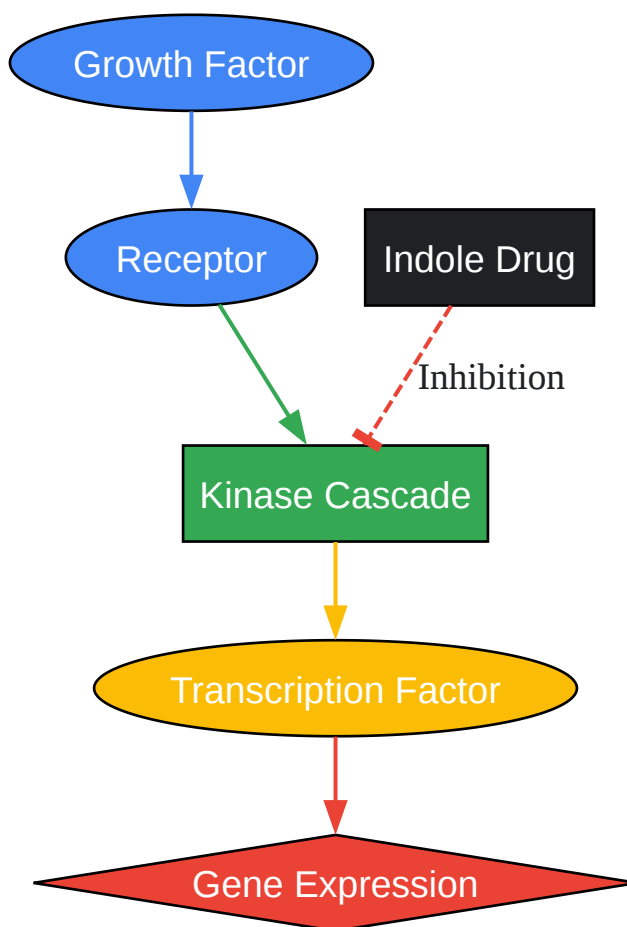 Growth Factor
Receptor
Indole Drug
Inhibition
Kinase Cascade
Transcription Factor
Gene Expression